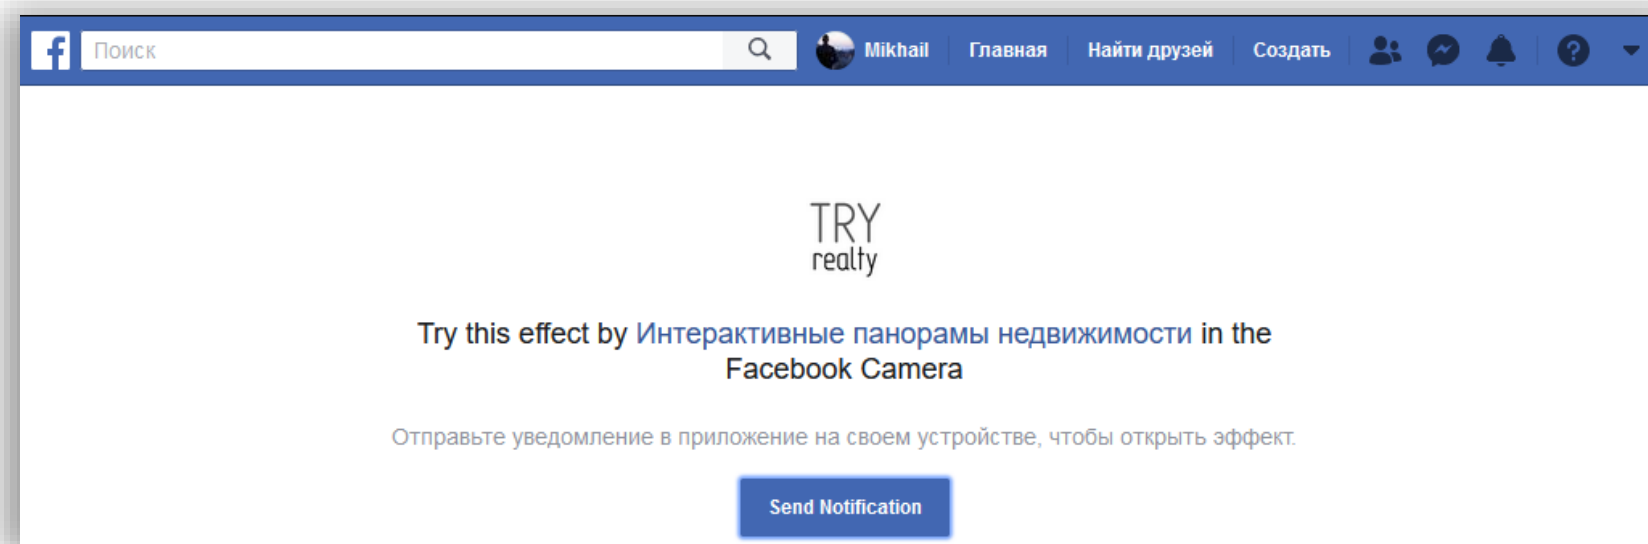 f
Поиск
Mikhail
Главная
Найти друзей
Создать
?
TRY
realty
Try this effect by Интерактивные панорамы недвижимости in the
Facebook Camera
Отправьте уведомление в приложение на своем устройстве, чтобы открыть эффект.
Send Notification